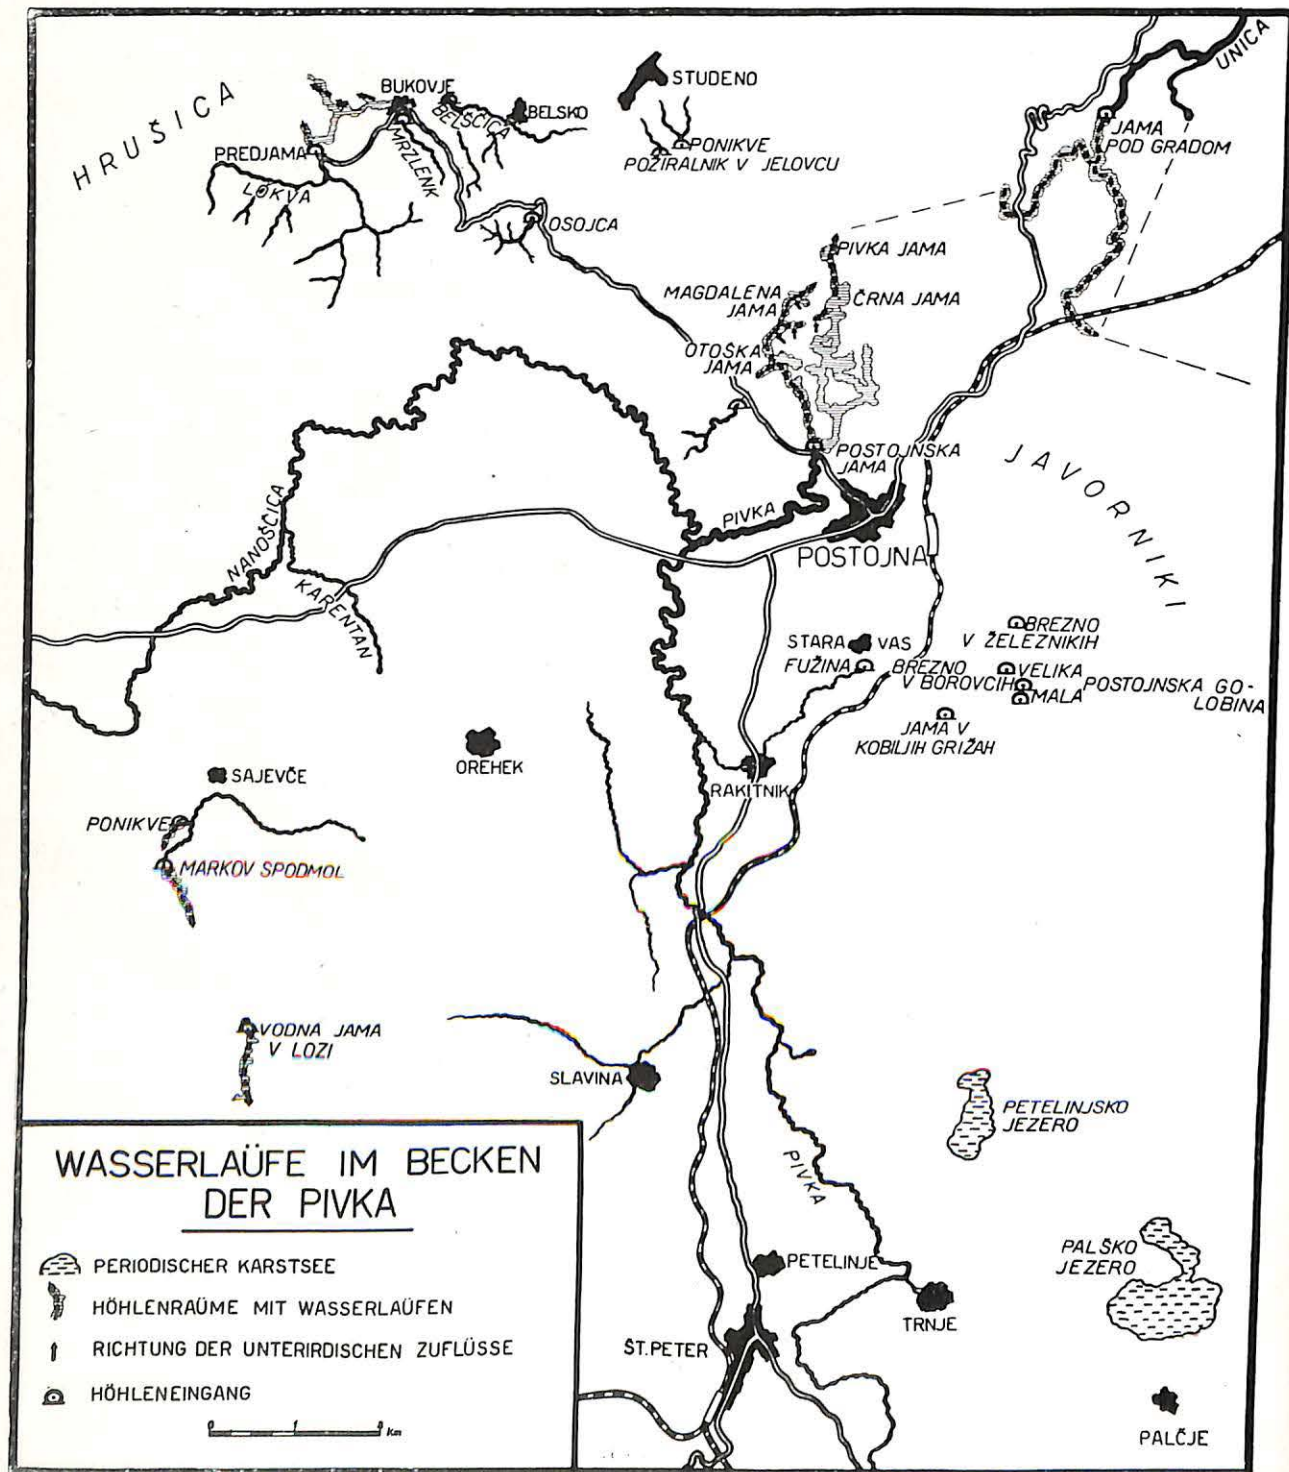 HRUŠICA
BUKOVJE
BELŠČICA
BELSKO
STUDENO
UNICA
PREDJAMA
MRZLENK
LOKVA
PONIKVE
POŽIRALNIK V JELOVCU
JAMA
POD GRADOM
OSOJCA
PIVKA JAMA
MAGDALENA
JAMA
ČRNA JAMA
OTOŠKA
JAMA
POSTOJNSKA
JAMA
JAVORNIKI
NANOŠČICA
KARENTAN
PIVKA
POSTOJNA
STARA VAS
FUŽINA
BREZNO
V ŽELEZNIKIH
BREZNO
V BOROVCIH
VELIKA
MALA
POSTOJNSKA GO-
LOBINA
JAMA V
KOBILJIH GRIŽAH
OREHEK
SAJEVČE
RAKITNIK
PONIKVE
MARKOV SPODMOL
VODNA JAMA
V LOZI
SLAVINA
PETELINJSKO
JEZERO
PIVKA
PALŠKO
JEZERO
PETELINJE
TRNJE
ŠT. PETER
PALČJE
WASSERLAÜFE IM BECKEN
DER PIVKA
PERIODISCHER KARSTSEE
HÖHLENRAÜME MIT WASSERLAÜFEN
RICHTUNG DER UNTERIRDISCHEN ZUFLÜSSE
HÖHLENEINGANG
0 1 2 Km